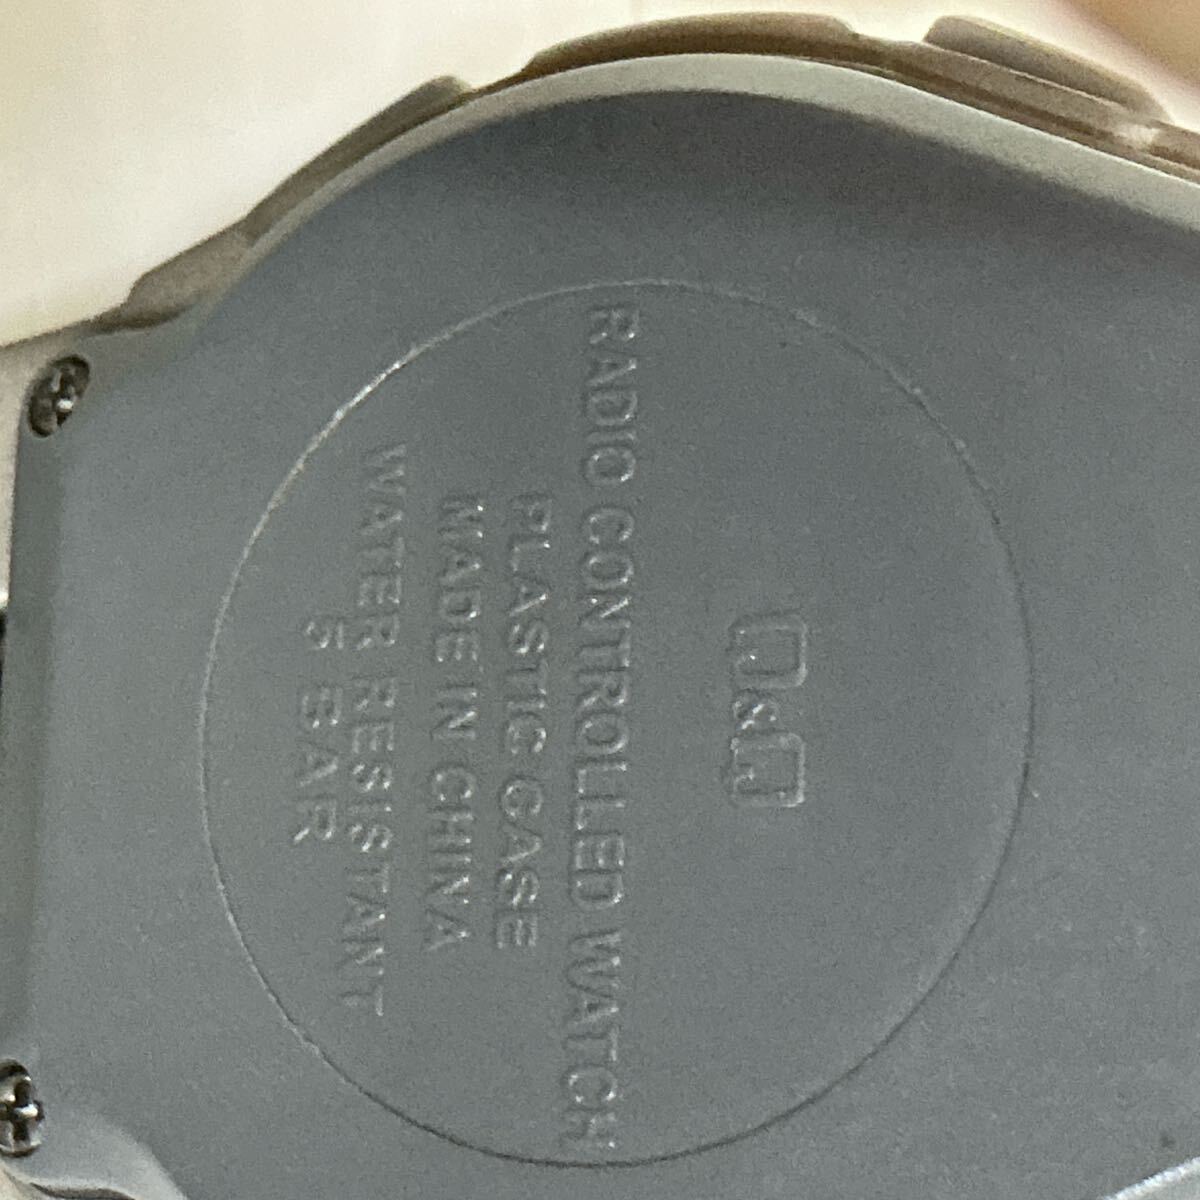 RADIO CONTROLLED WATCH
PLASTIC CASE
MADE IN CHINA
WATER RESISTANT
5 BAR